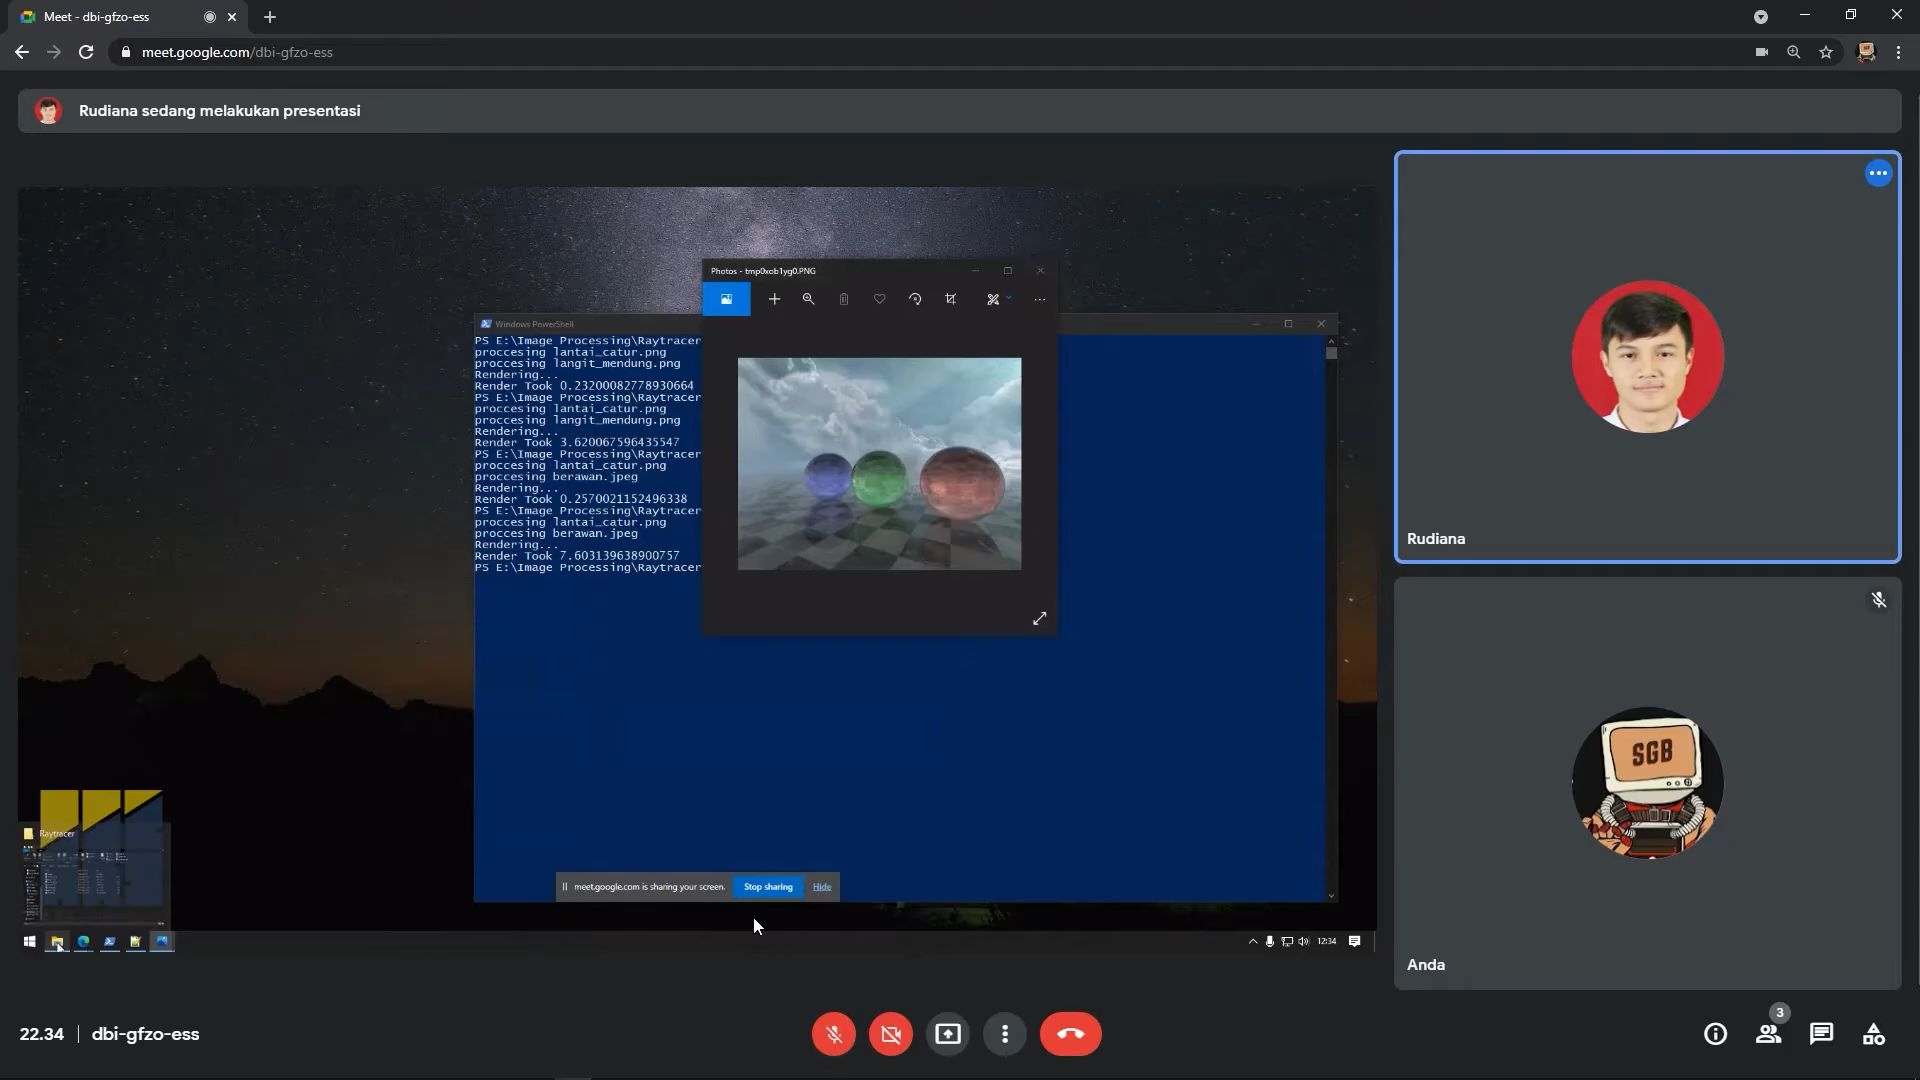 Meet - dbi-gfzo-ess
meet.google.com/dbi-gfzo-ess
Rudiana sedang melakukan presentasi
Photos - tmp0xob1yg0.PNG
Windows PowerShell
PS E:\Image Processing\Raytracer
proccesing lantai_catur.png
proccesing langit_mendung.png
Rendering...
Render Took 0.23200082778930664
PS E:\Image Processing\Raytracer
proccesing lantai_catur.png
proccesing langit_mendung.png
Rendering...
Render Took 3.620067596435547
PS E:\Image Processing\Raytracer
proccesing lantai_catur.png
proccesing berawan.jpeg
Rendering...
Render Took 0.2570021152496338
PS E:\Image Processing\Raytracer
proccesing lantai_catur.png
proccesing berawan.jpeg
Rendering...
Render Took 7.603139638900757
PS E:\Image Processing\Raytracer
Raytracer
meet.google.com is sharing your screen.
Stop sharing
Hide
12:34
Rudiana
SGB
Anda
22.34
dbi-gfzo-ess
3